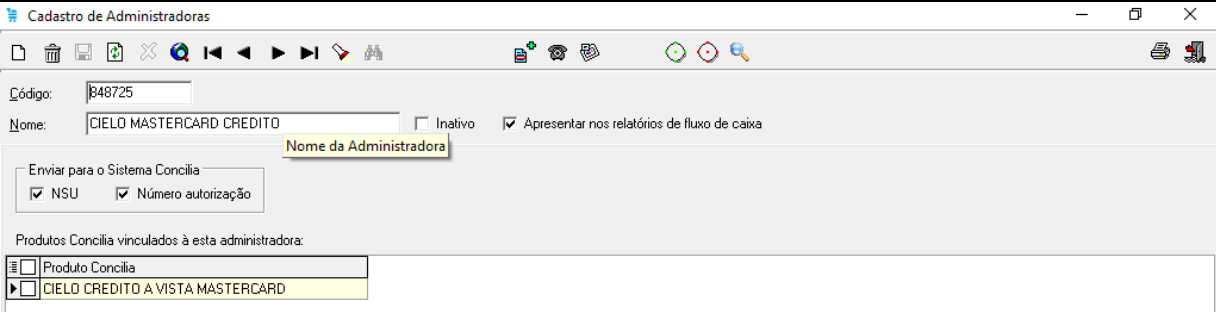 Cadastro de Administradoras
Código: 848725
Nome: CIELO MASTERCARD CREDITO Inativo Apresentar nos relatórios de fluxo de caixa
Nome da Administradora
Enviar para o Sistema Concilia
NSU Número autorização
Produtos Concilia vinculados à esta administradora:
Produto Concilia
CIELO CREDITO A VISTA MASTERCARD